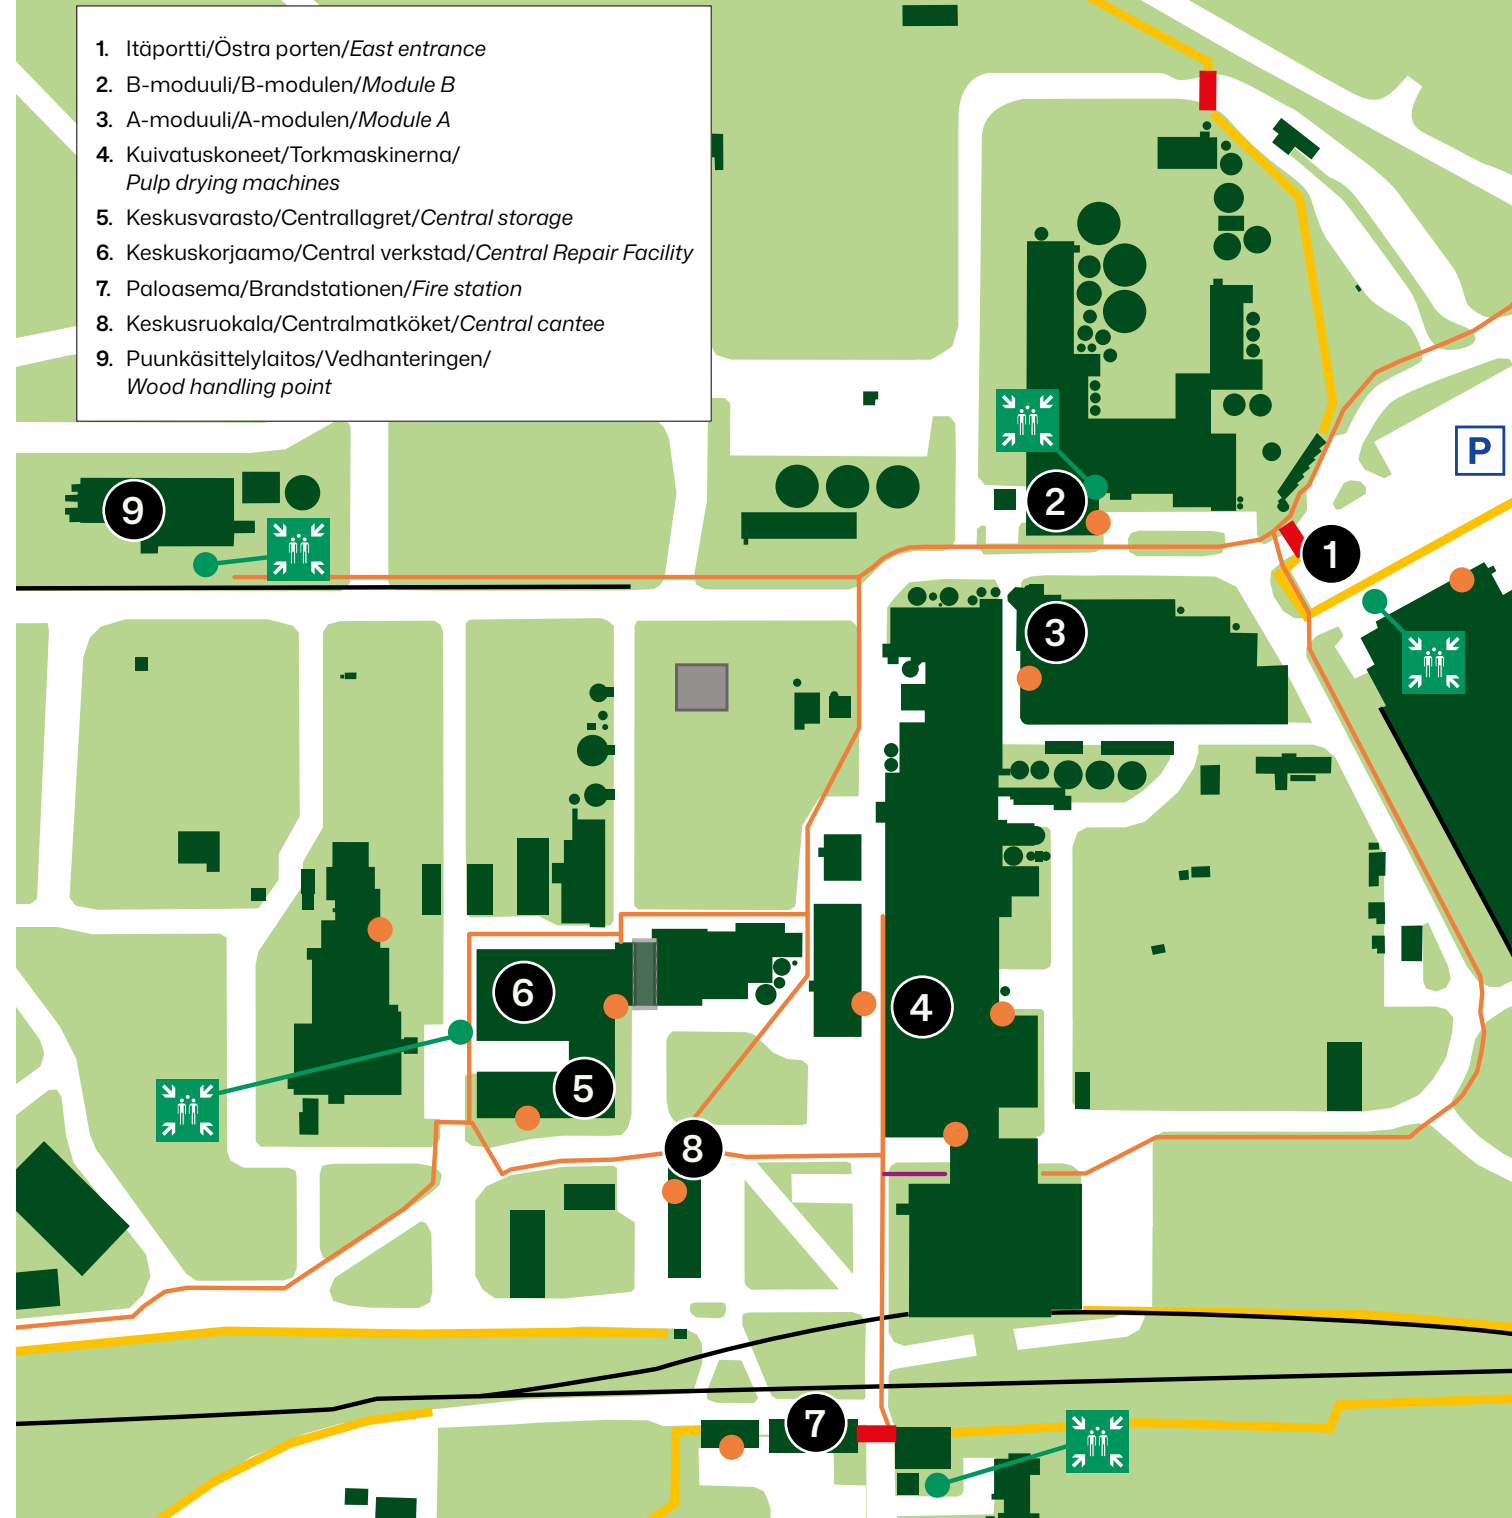 1. Itäportti/Östra porten/East entrance
2. B-moduuli/B-modulen/Module B
3. A-moduuli/A-modulen/Module A
4. Kuivatuskoneet/Torkmaskinerna/
Pulp drying machines
5. Keskusvarasto/Centrallagret/Central storage
6. Keskuskorjaamo/Central verkstad/Central Repair Facility
7. Paloasema/Brandstationen/Fire station
8. Keskusruokala/Centralmatköket/Central cantee
9. Puunkäsittelylaitos/Vedhanteringen/
Wood handling point
P
2
9
1
3
6
4
5
8
7